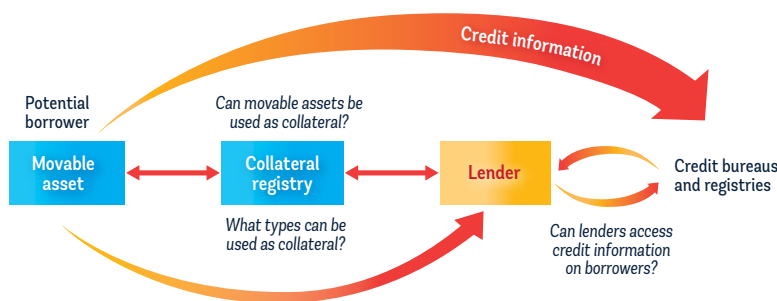 Credit information
Potential
borrower
Can movable assets be
used as collateral?
Movable
asset
Collateral
registry
Lender
Credit bureaus
and registries
What types can be
used as collateral?
Can lenders access
credit information
on borrowers?